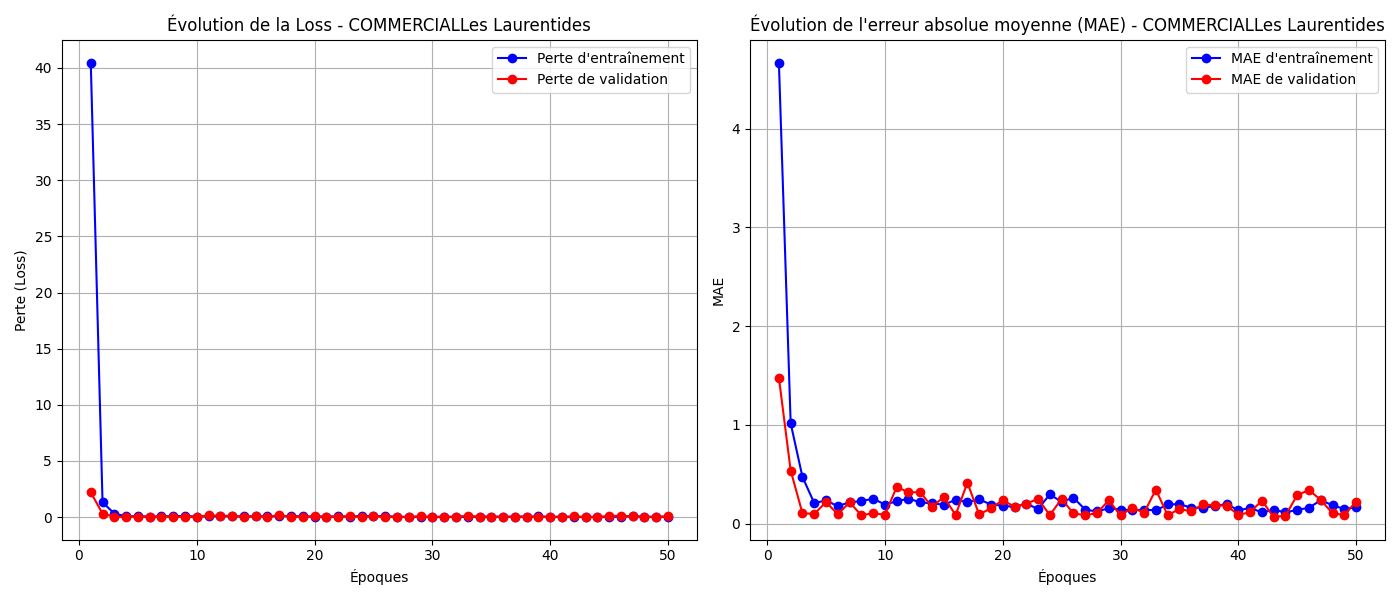 Évolution de la Loss - COMMERCIALLes Laurentides
Perte d'entraînement
Perte de validation
40
35
30
25
20
15
10
5
0
Perte (Loss)
0 10 20 30 40 50
Époques
Évolution de l'erreur absolue moyenne (MAE) - COMMERCIALLes Laurentides
MAE d'entraînement
MAE de validation
4
3
2
1
0
MAE
0 10 20 30 40 50
Époques